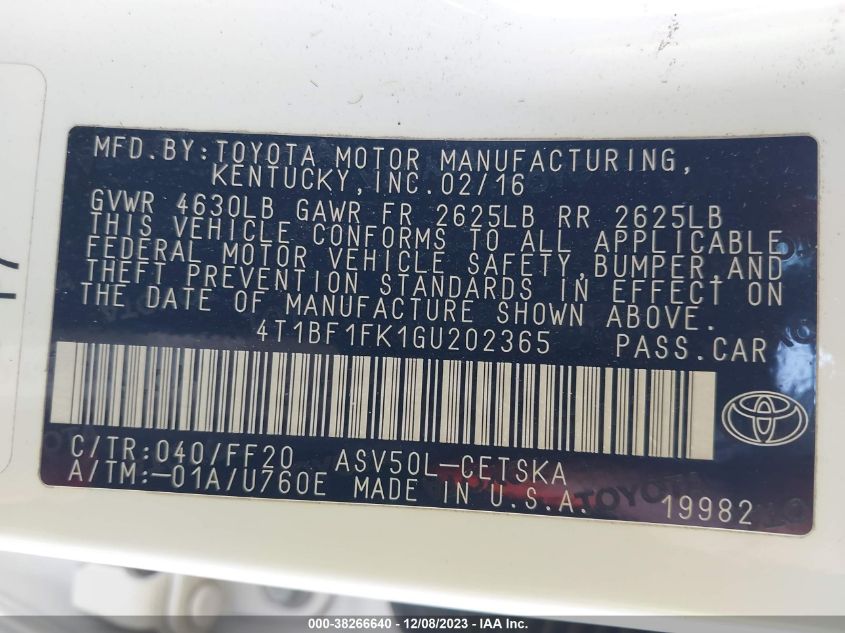 MFD.BY:TOYOTA MOTOR MANUFACTURING,
KENTUCKY,INC.02/16
GVWR 4630LB GAWR FR 2625LB RR 2625LB
THIS VEHICLE CONFORMS TO ALL APPLICABLE
FEDERAL MOTOR VEHICLE SAFETY,BUMPER,AND
THEFT PREVENTION STANDARDS IN EFFECT ON
THE DATE OF MANUFACTURE SHOWN ABOVE.
4T1BF1FK1GU202365 PASS.CAR
C/TR:040/FF20 ASV50L-CETSKA
A/TM:-01A/U760E MADE IN U.S.A. 19982
TOYOTA
000-38266640 - 12/08/2023 - IAA Inc.